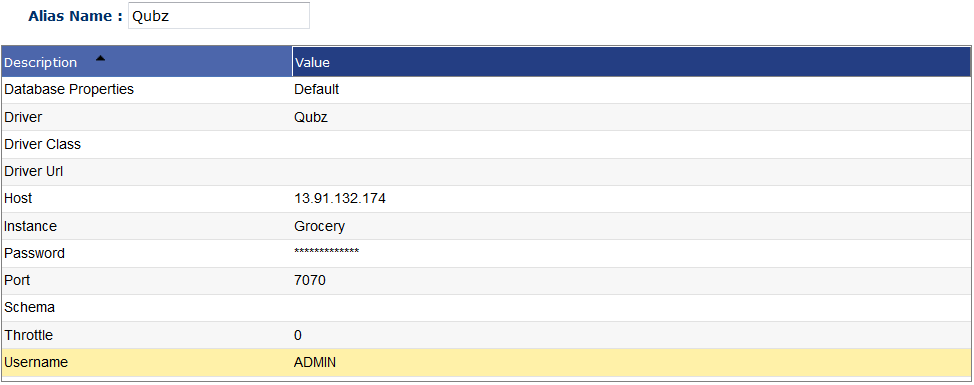 Alias Name : Qubz
Description Value
Database Properties Default
Driver Qubz
Driver Class
Driver Url
Host 13.91.132.174
Instance Grocery
Password *************
Port 7070
Schema
Throttle 0
Username ADMIN